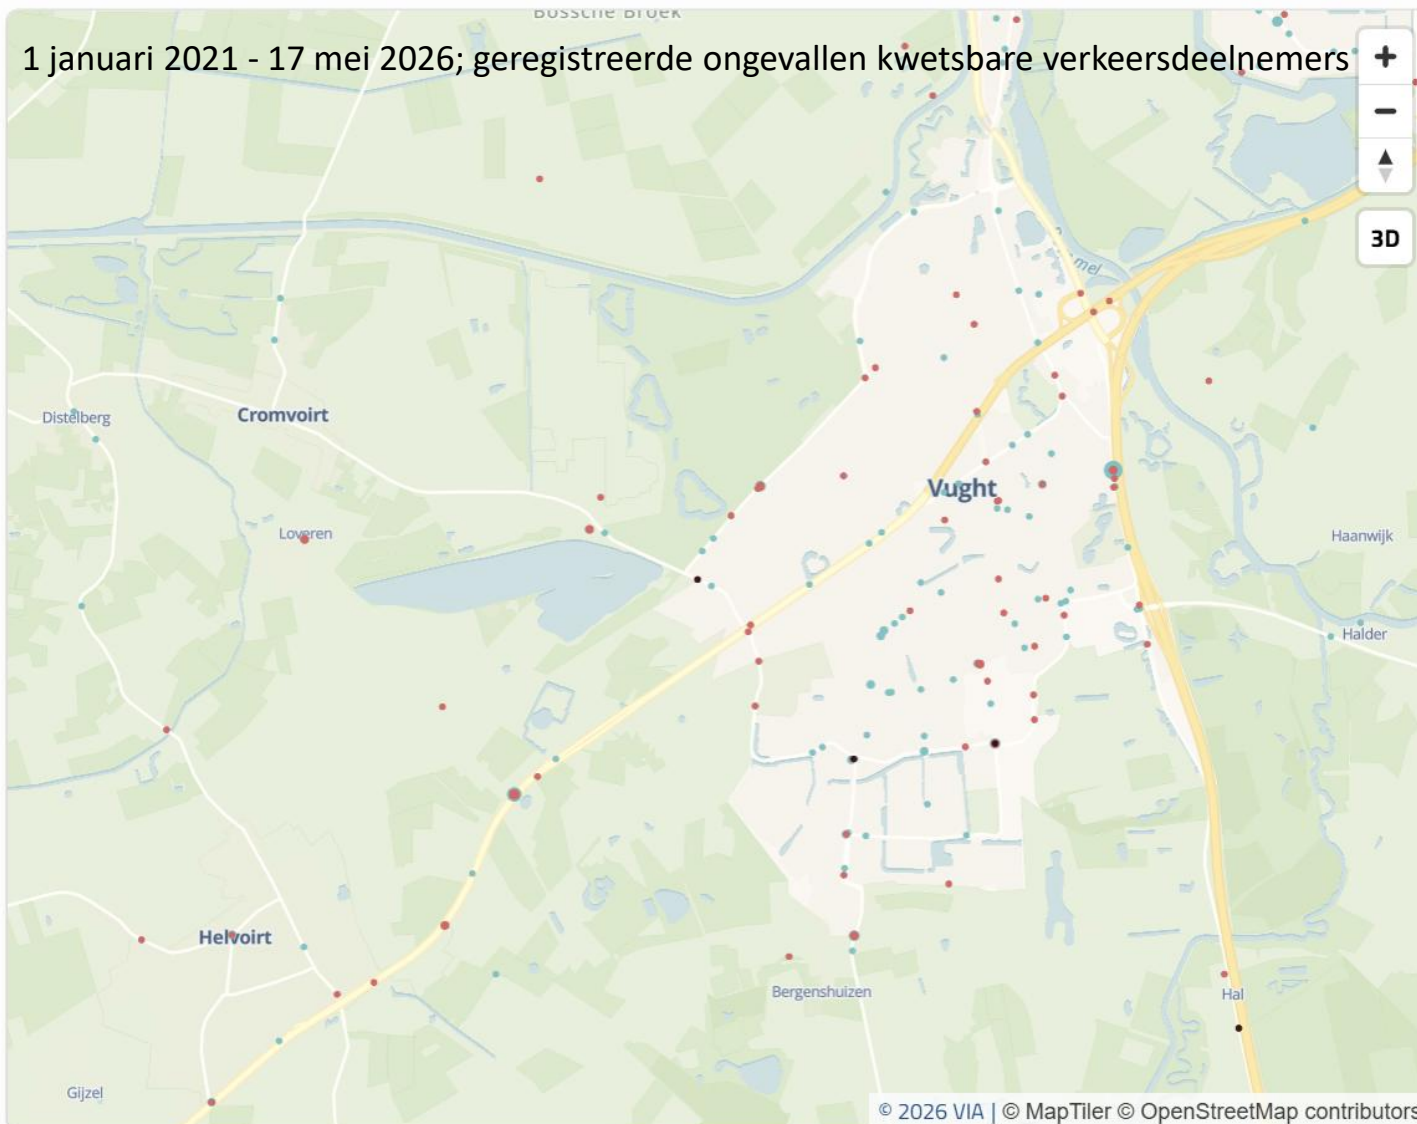 Bossche Broek
1 januari 2021 - 17 mei 2026; geregistreerde ongevallen kwetsbare verkeersdeelnemers
3D
Distelberg
Cromvoirt
Vught
Loveren
Haanwijk
Halder
Helvoirt
Bergenshuizen
Hal
Gijzel
© 2026 VIA | © MapTiler © OpenStreetMap contributors